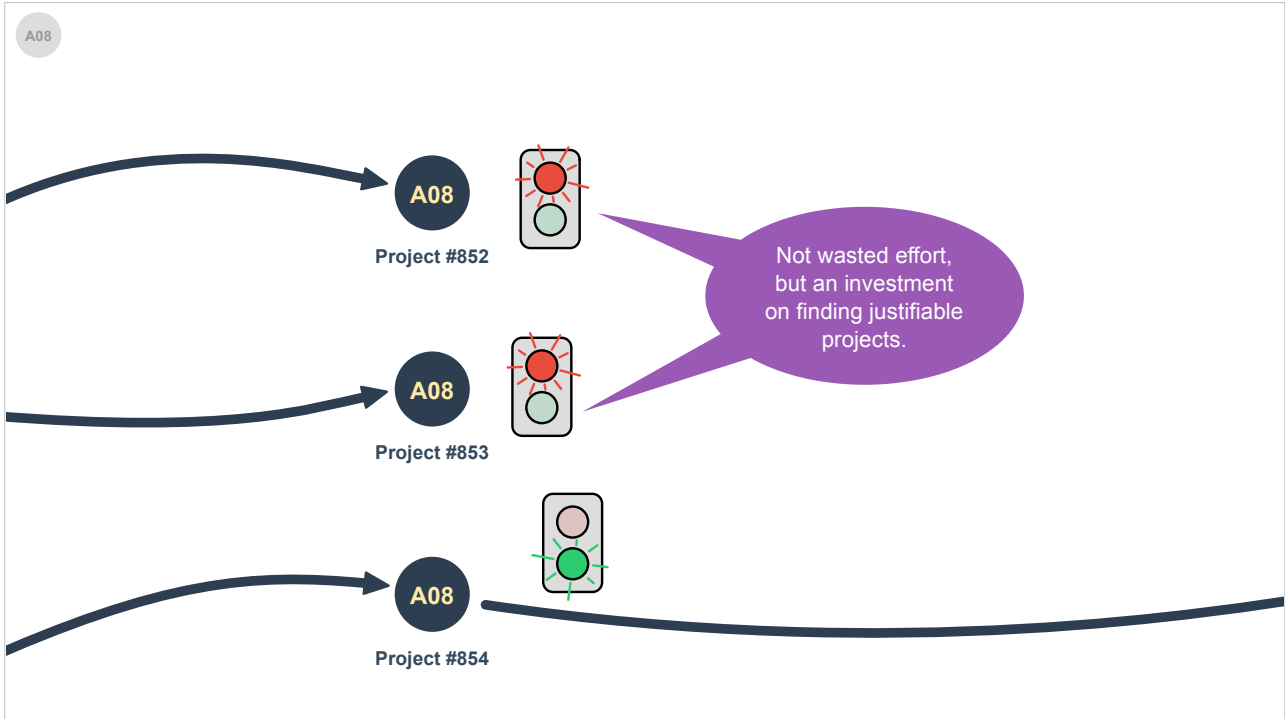 A08
A08
Project #852
Not wasted effort,
but an investment
on finding justifiable
projects.
A08
Project #853
A08
Project #854